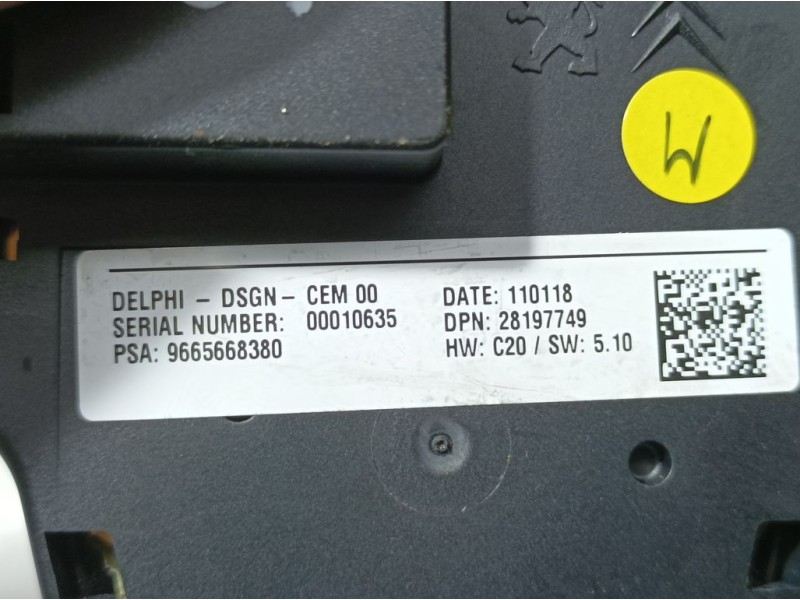 W
DELPHI - DSGN - CEM 00 DATE: 110118
SERIAL NUMBER: 00010635 DPN: 28197749
PSA: 9665668380 HW: C20 / SW: 5.10